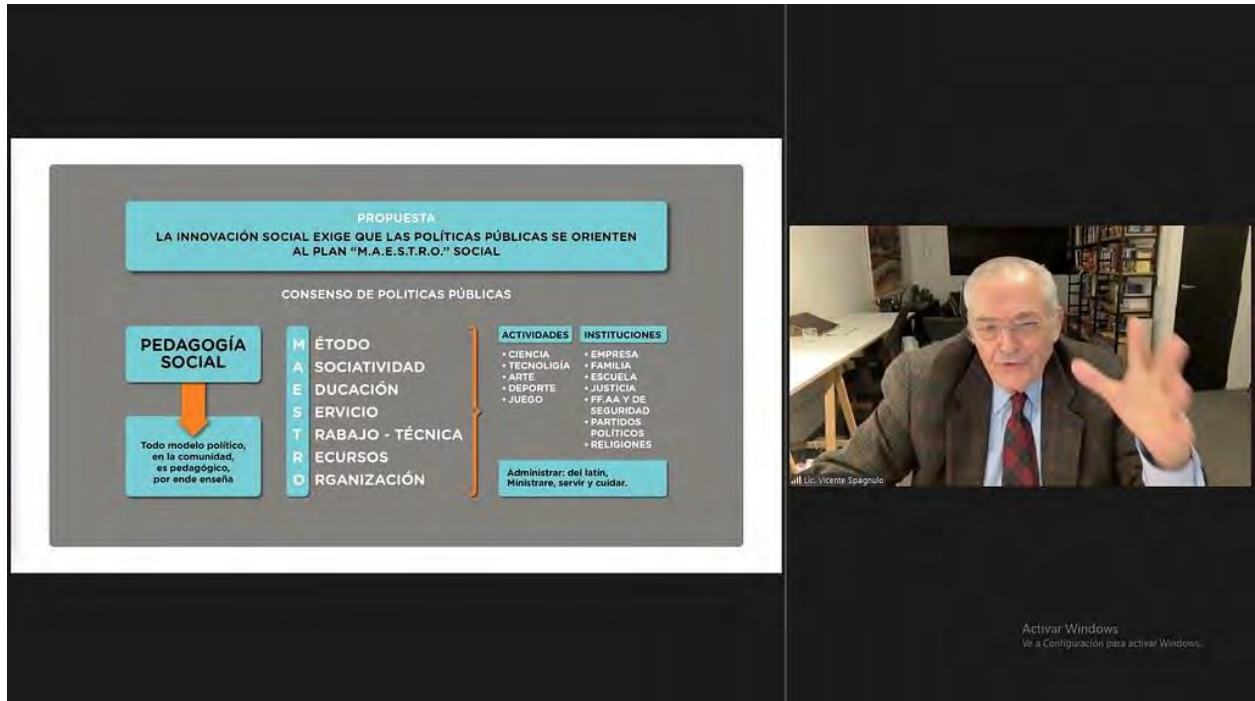 PROPUESTA
LA INNOVACIÓN SOCIAL EXIGE QUE LAS POLÍTICAS PÚBLICAS SE ORIENTEN
AL PLAN “M.A.E.S.T.R.O.” SOCIAL
CONSENSO DE POLITICAS PÚBLICAS
PEDAGOGÍA
SOCIAL
Todo modelo político,
en la comunidad,
es pedagógico,
por ende enseña
M ÉTODO
A SOCIATIVIDAD
E DUCACIÓN
S ERVICIO
T RABAJO - TÉCNICA
R ECURSOS
O RGANIZACIÓN
ACTIVIDADES
• CIENCIA
• TECNOLIGÍA
• ARTE
• DEPORTE
• JUEGO
INSTITUCIONES
• EMPRESA
• FAMILIA
• ESCUELA
• JUSTICIA
• FF.AA Y DE
SEGURIDAD
• PARTIDOS
POLÍTICOS
• RELIGIONES
Administrar: del latín,
Ministrare, servir y cuidar.
Lic. Vicente Spagnulo
Activar Windows
Ve a Configuración para activar Windows.